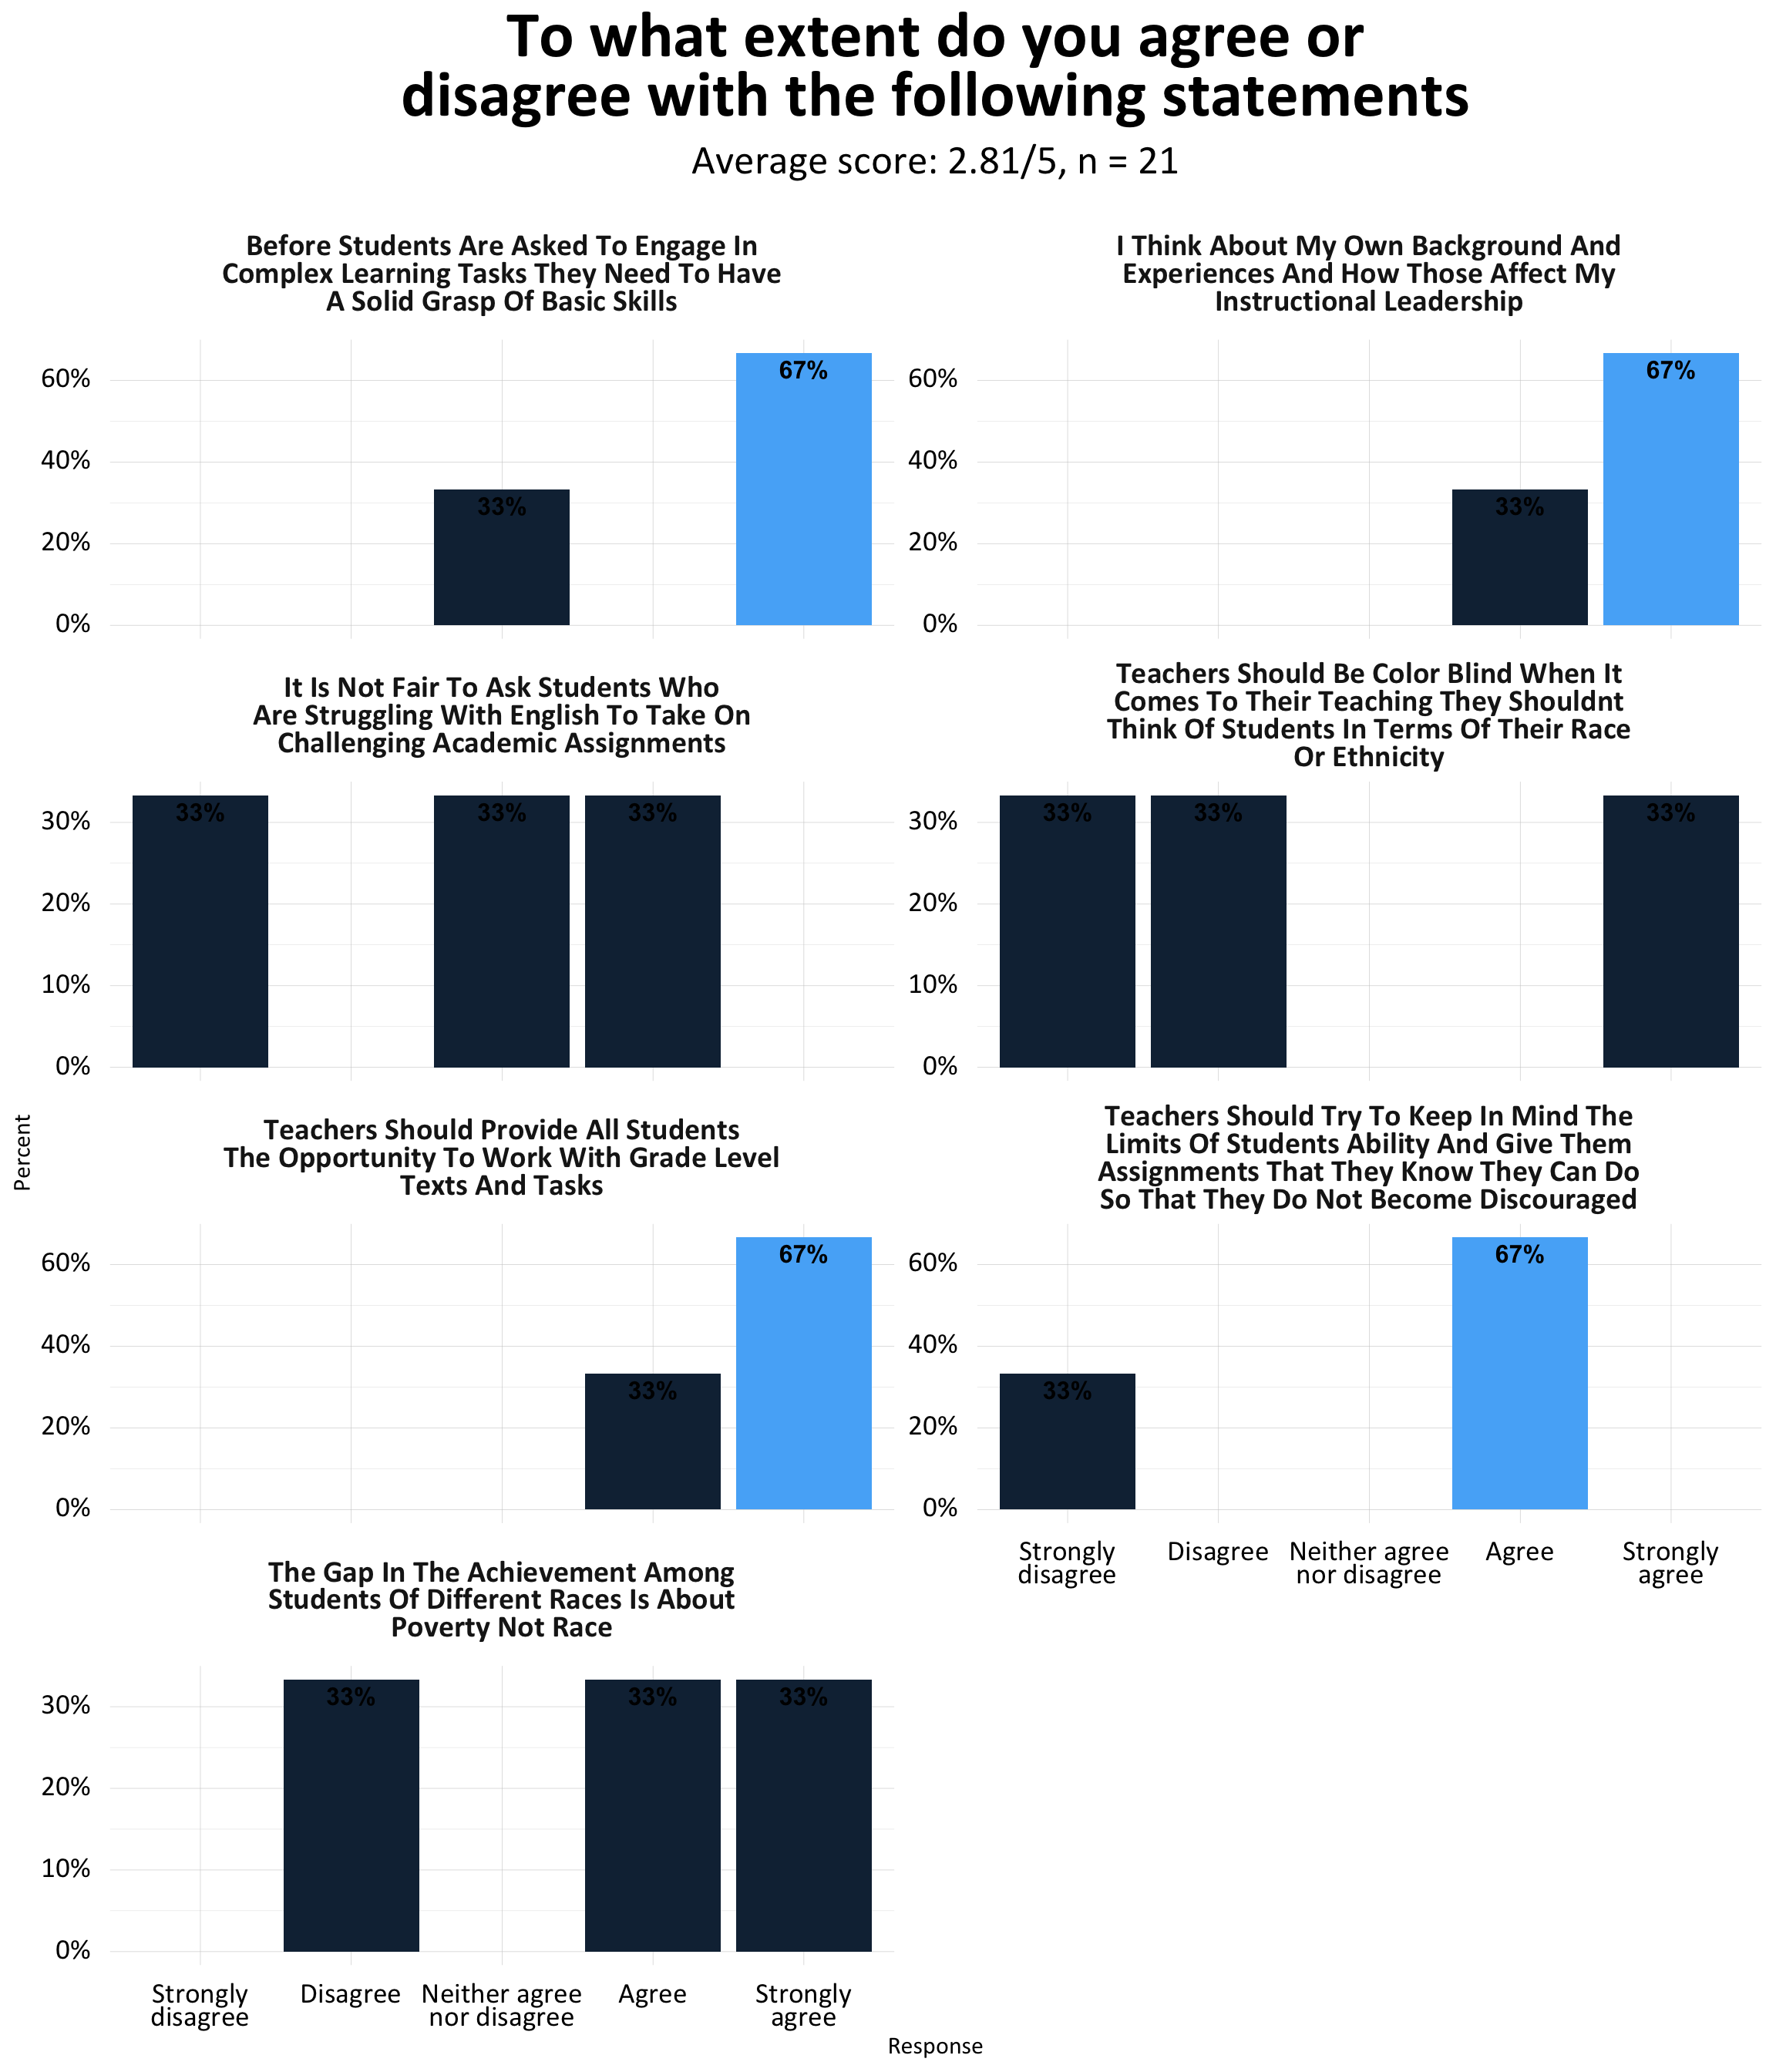 To what extent do you agree or
disagree with the following statements
Average score: 2.81/5, n = 21
Before Students Are Asked To Engage In
Complex Learning Tasks They Need To Have
A Solid Grasp Of Basic Skills
60%
40%
20%
0%
33%
67%
I Think About My Own Background And
Experiences And How Those Affect My
Instructional Leadership
60%
40%
20%
0%
33%
67%
It Is Not Fair To Ask Students Who
Are Struggling With English To Take On
Challenging Academic Assignments
30%
20%
10%
0%
33%
33%
33%
Teachers Should Be Color Blind When It
Comes To Their Teaching They Shouldnt
Think Of Students In Terms Of Their Race
Or Ethnicity
30%
20%
10%
0%
33%
33%
33%
Percent
Teachers Should Provide All Students
The Opportunity To Work With Grade Level
Texts And Tasks
60%
40%
20%
0%
33%
67%
Teachers Should Try To Keep In Mind The
Limits Of Students Ability And Give Them
Assignments That They Know They Can Do
So That They Do Not Become Discouraged
60%
40%
20%
0%
33%
67%
Strongly
disagree
Disagree
Neither agree
nor disagree
Agree
Strongly
agree
The Gap In The Achievement Among
Students Of Different Races Is About
Poverty Not Race
30%
20%
10%
0%
33%
33%
33%
Strongly
disagree
Disagree
Neither agree
nor disagree
Agree
Strongly
agree
Response